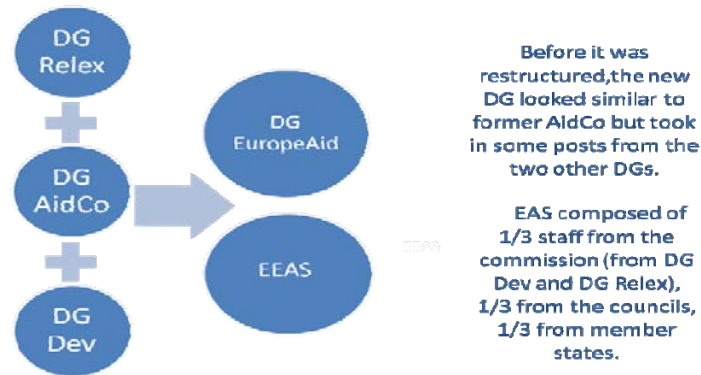 DG
Relex
DG
AidCo
DG
Dev
DG
EuropeAid
EEAS
EEAS
Before it was
restructured,the new
DG looked similar to
former AidCo but took
in some posts from the
two other DGs.
EAS composed of
1/3 staff from the
commission (from DG
Dev and DG Relex),
1/3 from the councils,
1/3 from member
states.